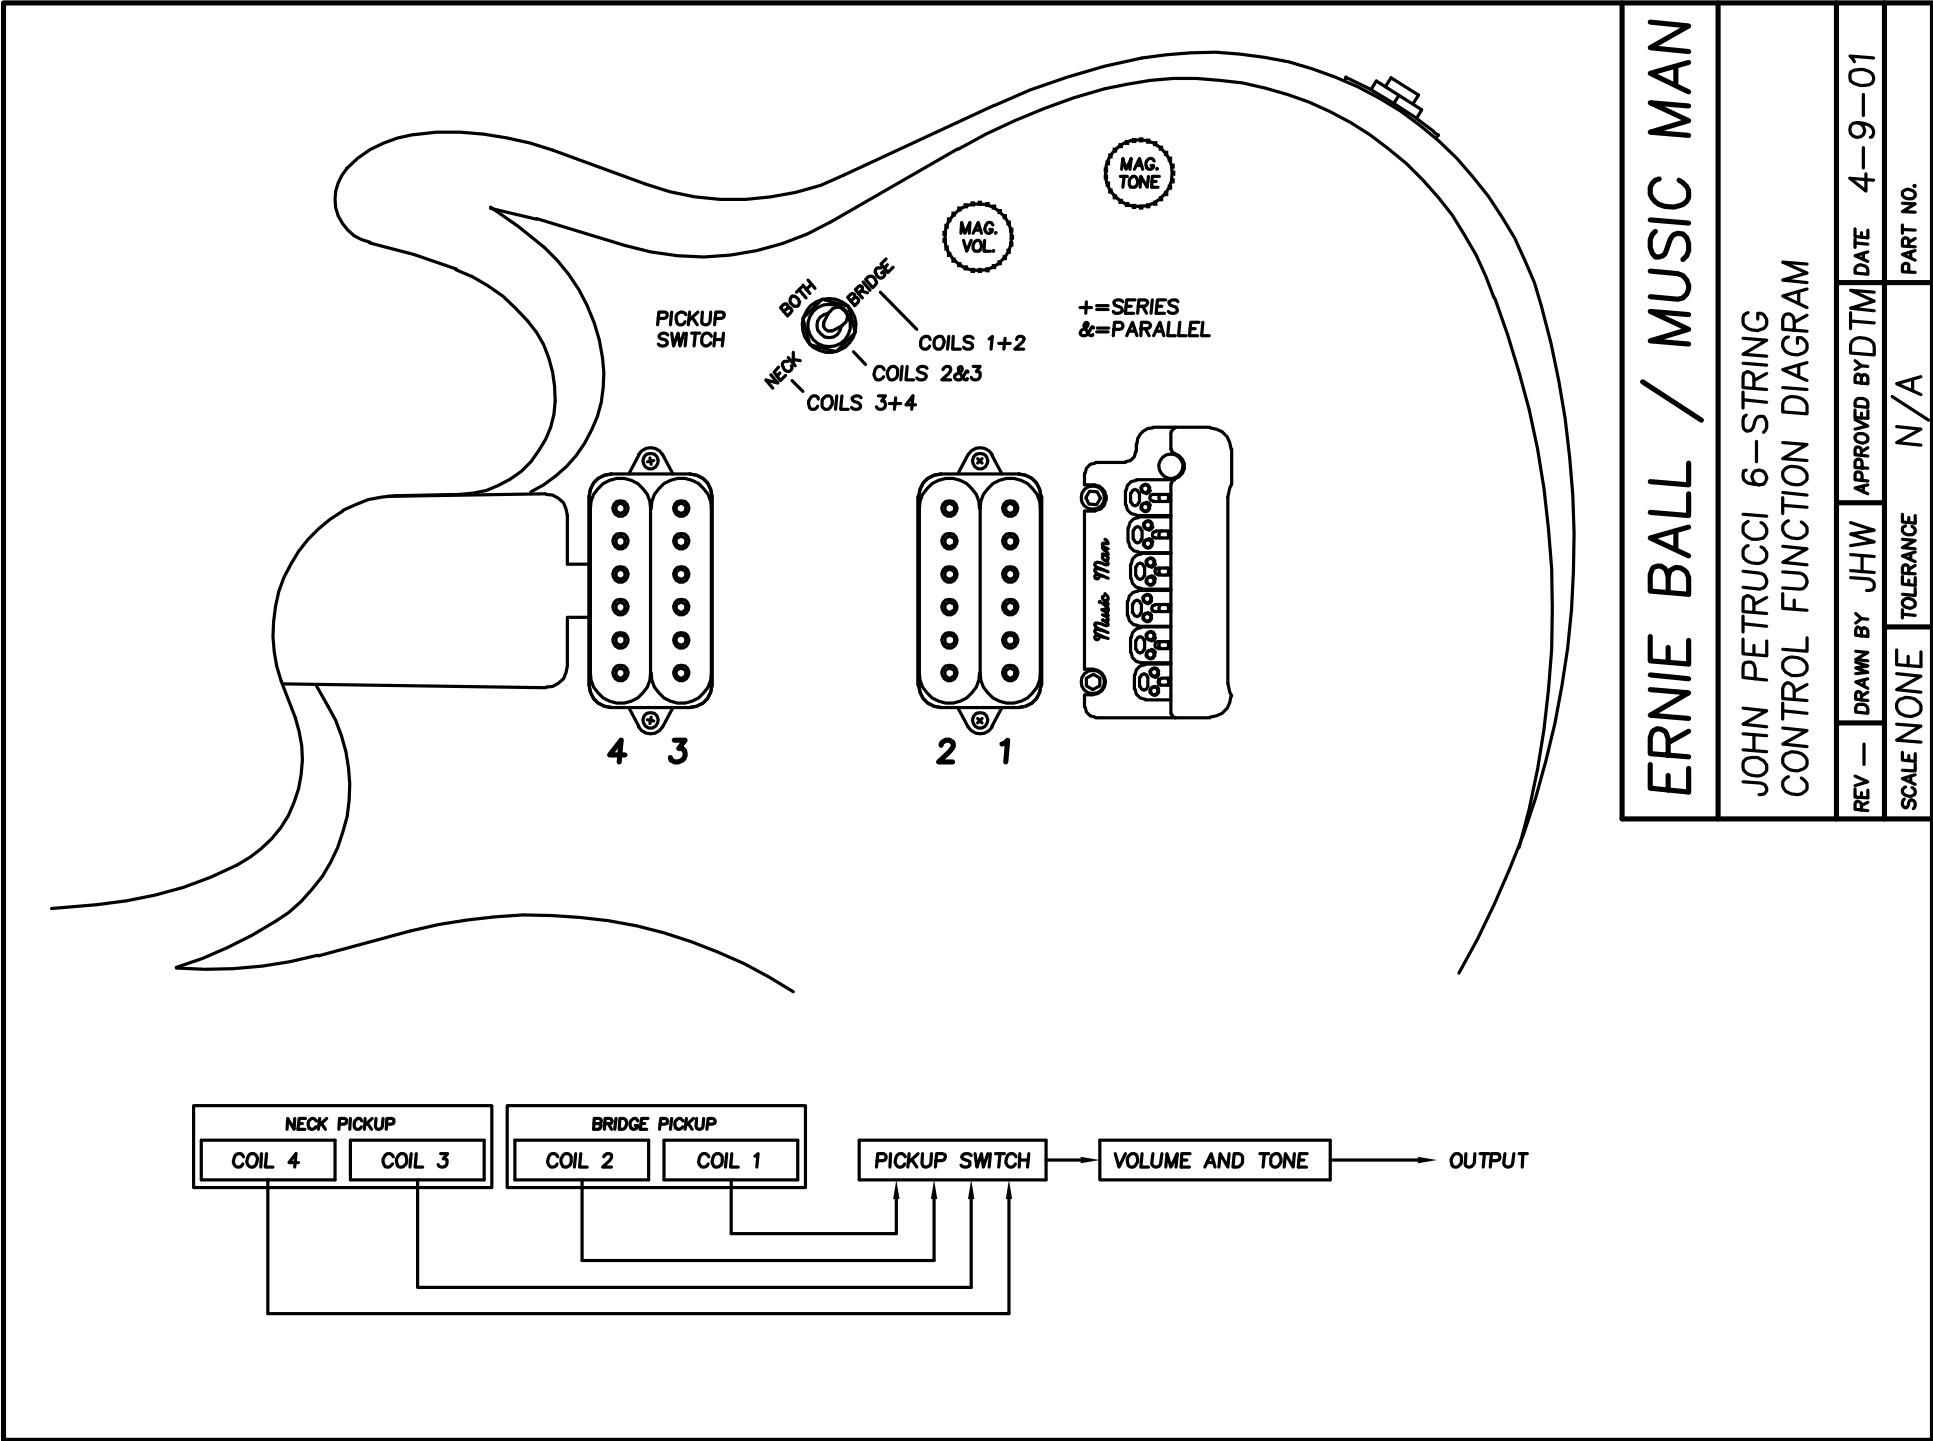 MAG.
TONE
MAG.
VOL.
BOTH
BRIDGE
NECK
PICKUP
SWITCH
+=SERIES
&=PARALLEL
COILS 1+2
COILS 2&3
COILS 3+4
Music Man
4 3
2 1
NECK PICKUP
COIL 4
COIL 3
BRIDGE PICKUP
COIL 2
COIL 1
PICKUP SWITCH
VOLUME AND TONE
OUTPUT
ERNIE BALL / MUSIC MAN
JOHN PETRUCCI 6-STRING
CONTROL FUNCTION DIAGRAM
REV -
DRAWN BY JHW
APPROVED BY DTM
DATE 4-9-01
SCALE NONE
TOLERANCE N/A
PART NO.